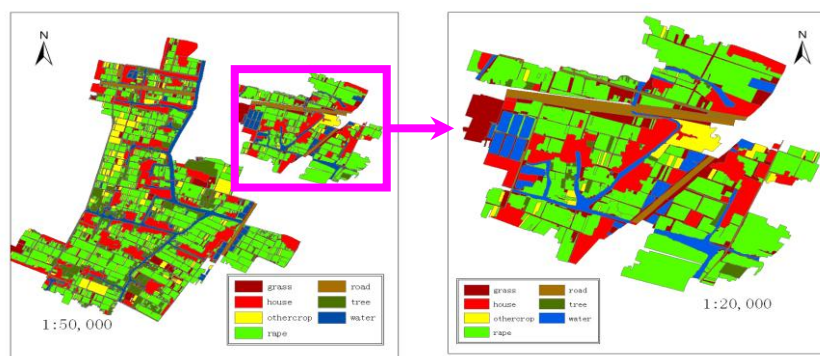 N
1:50,000
grass road
house tree
othercrop water
rape
N
1:20,000
grass road
house tree
othercrop water
rape